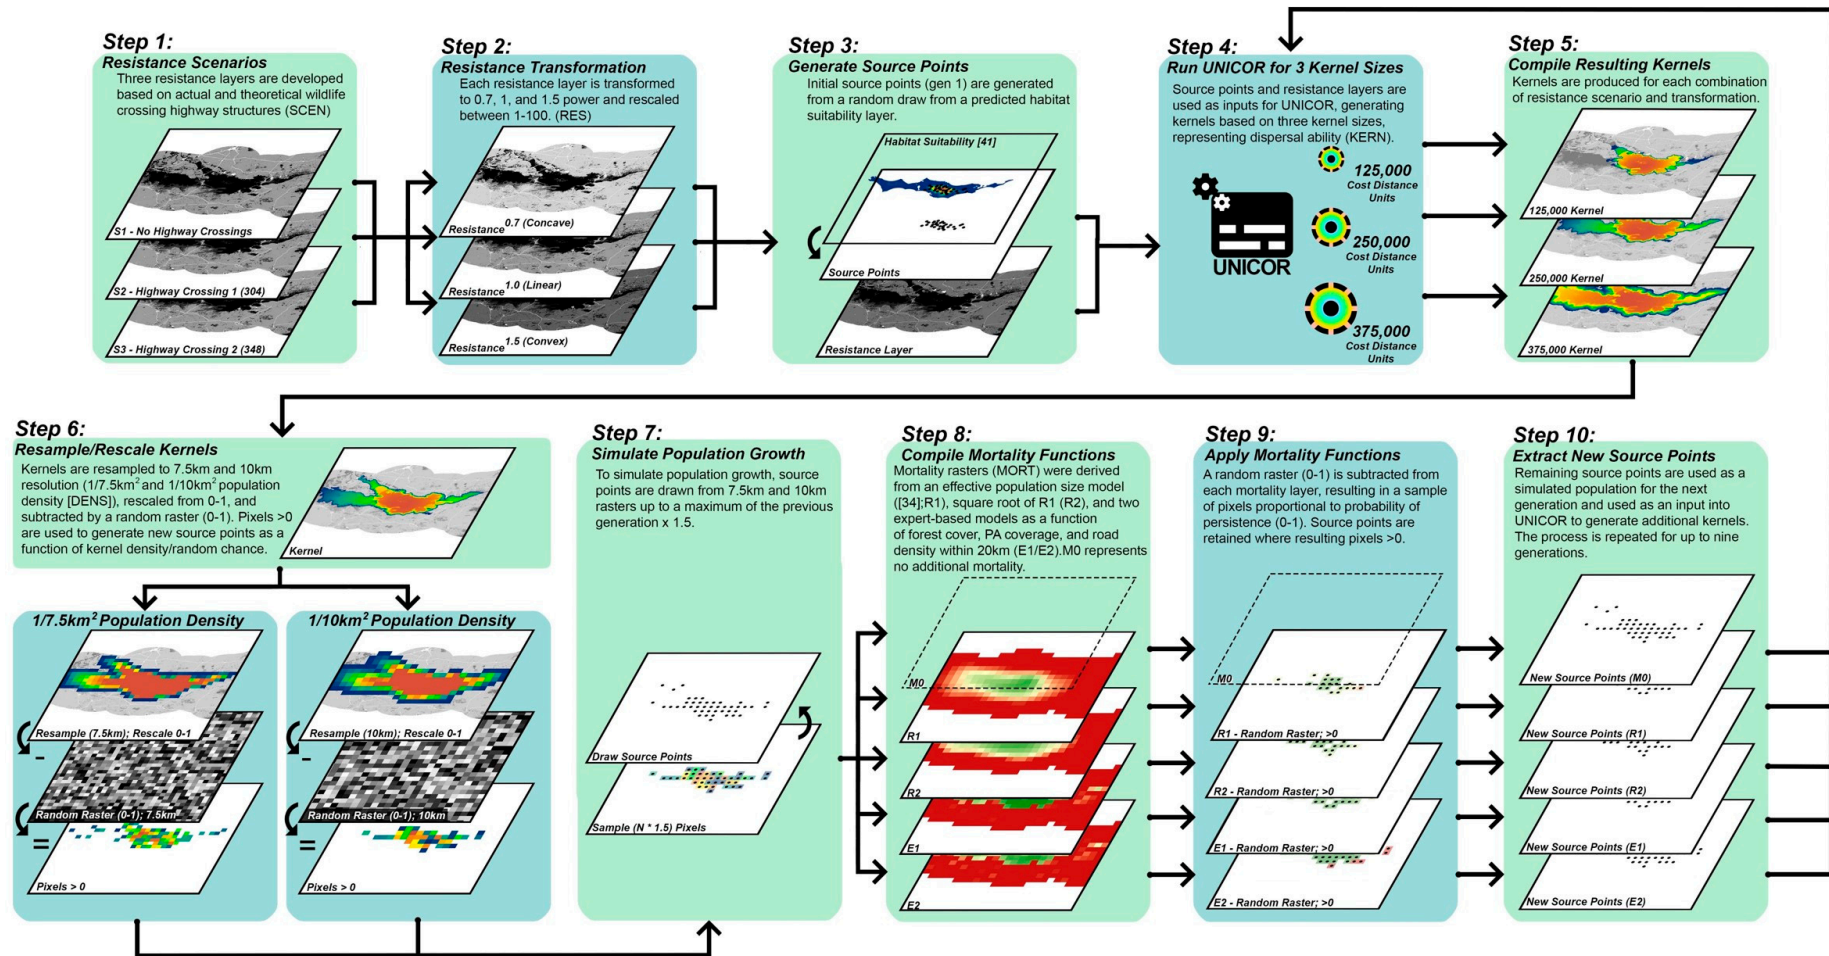 Step 1:
Resistance Scenarios
Three resistance layers are developed
based on actual and theoretical wildlife
crossing highway structures (SCEN)
S1 - No Highway Crossings
S2 - Highway Crossing 1 (304)
S3 - Highway Crossing 2 (348)
Step 2:
Resistance Transformation
Each resistance layer is transformed
to 0.7, 1, and 1.5 power and rescaled
between 1-100. (RES)
Resistance 0.7 (Concave)
Resistance 1.0 (Linear)
Resistance 1.5 (Convex)
Step 3:
Generate Source Points
Initial source points (gen 1) are generated
from a random draw from a predicted habitat
suitability layer.
Habitat Suitability [41]
Source Points
Resistance Layer
Step 4:
Run UNICOR for 3 Kernel Sizes
Source points and resistance layers are
used as inputs for UNICOR, generating
kernels based on three kernel sizes,
representing dispersal ability (KERN).
125,000
Cost Distance
Units
250,000
Cost Distance
Units
375,000
Cost Distance
Units
UNICOR
Step 5:
Compile Resulting Kernels
Kernels are produced for each combination
of resistance scenario and transformation.
125,000 Kernel
250,000 Kernel
375,000 Kernel
Step 6:
Resample/Rescale Kernels
Kernels are resampled to 7.5km and 10km
resolution (1/7.5km² and 1/10km² population
density [DENS]), rescaled from 0-1, and
subtracted by a random raster (0-1). Pixels >0
are used to generate new source points as a
function of kernel density/random chance.
Kernel
1/7.5km² Population Density
Resample (7.5km); Rescale 0-1
-
Random Raster (0-1); 7.5km
=
Pixels > 0
1/10km² Population Density
Resample (10km); Rescale 0-1
-
Random Raster (0-1); 10km
=
Pixels > 0
Step 7:
Simulate Population Growth
To simulate population growth, source
points are drawn from 7.5km and 10km
rasters up to a maximum of the previous
generation x 1.5.
Draw Source Points
Sample (N * 1.5) Pixels
Step 8:
Compile Mortality Functions
Mortality rasters (MORT) were derived
from an effective population size model
([34];R1), square root of R1 (R2), and two
expert-based models as a function
of forest cover, PA coverage, and road
density within 20km (E1/E2).M0 represents
no additional mortality.
M0
R1
R2
E1
E2
Step 9:
Apply Mortality Functions
A random raster (0-1) is subtracted from
each mortality layer, resulting in a sample
of pixels proportional to probability of
persistence (0-1). Source points are
retained where resulting pixels >0.
M0
R1 - Random Raster; >0
R2 - Random Raster; >0
E1 - Random Raster; >0
E2 - Random Raster; >0
Step 10:
Extract New Source Points
Remaining source points are used as a
simulated population for the next
generation and used as an input into
UNICOR to generate additional kernels.
The process is repeated for up to nine
generations.
New Source Points (M0)
New Source Points (R1)
New Source Points (R2)
New Source Points (E1)
New Source Points (E2)